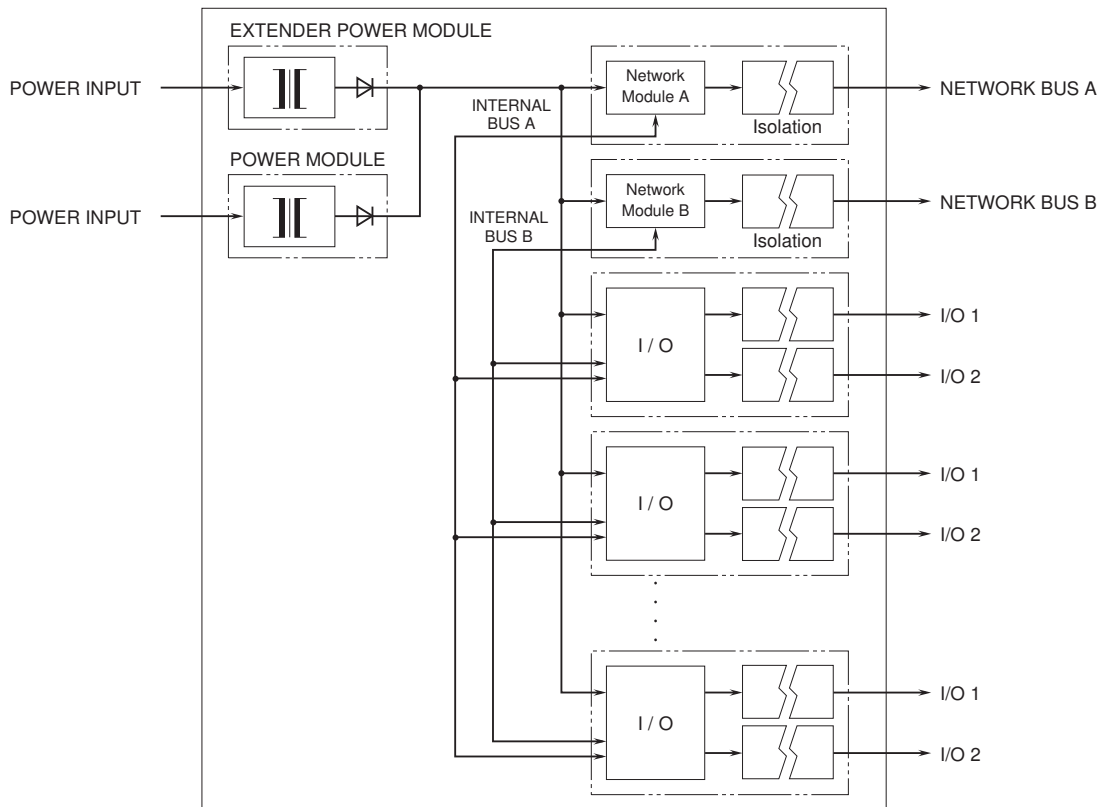 EXTENDER POWER MODULE
POWER INPUT
Network
Module A
Isolation
NETWORK BUS A
INTERNAL
BUS A
POWER MODULE
POWER INPUT
Network
Module B
Isolation
NETWORK BUS B
INTERNAL
BUS B
I / O
I/O 1
I/O 2
I / O
I/O 1
I/O 2
I / O
I/O 1
I/O 2